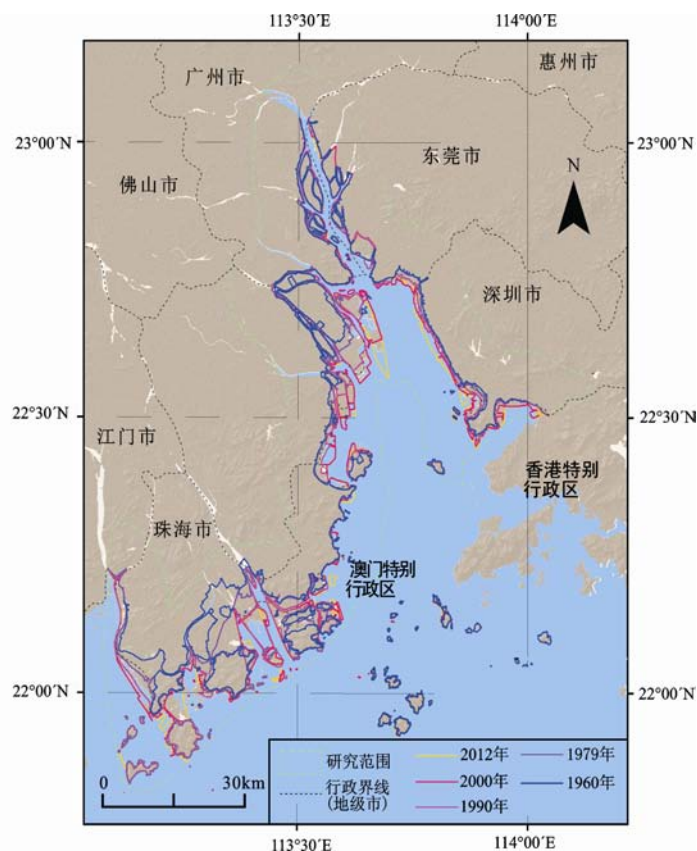 113°30′E
114°00′E
广州市
惠州市
23°00′N
23°00′N
东莞市
佛山市
N
深圳市
22°30′N
22°30′N
江门市
香港特别
行政区
珠海市
澳门特别
行政区
22°00′N
22°00′N
研究范围
2012年
1979年
行政界线
(地级市)
2000年
1960年
1990年
0
30km
113°30′E
114°00′E